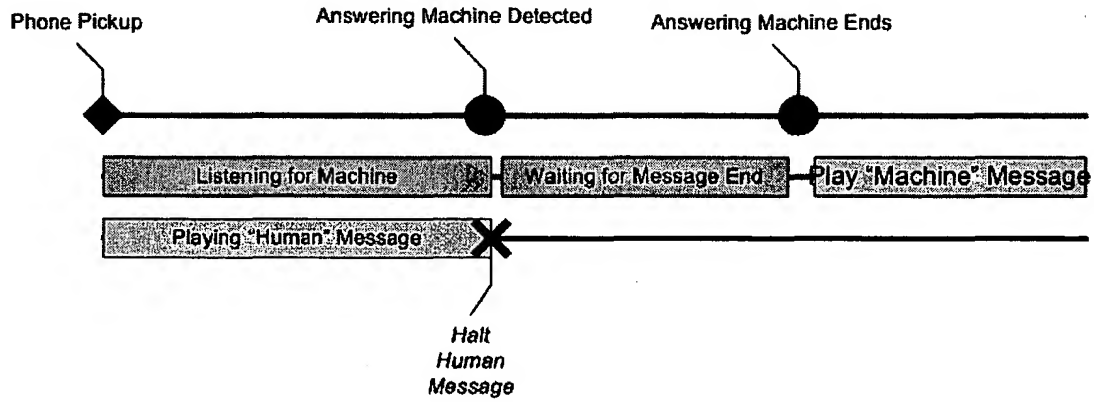 Phone Pickup
Answering Machine Detected
Answering Machine Ends
Listening for Machine
Waiting for Message End
Play "Machine" Message
Playing "Human" Message
Halt
Human
Message